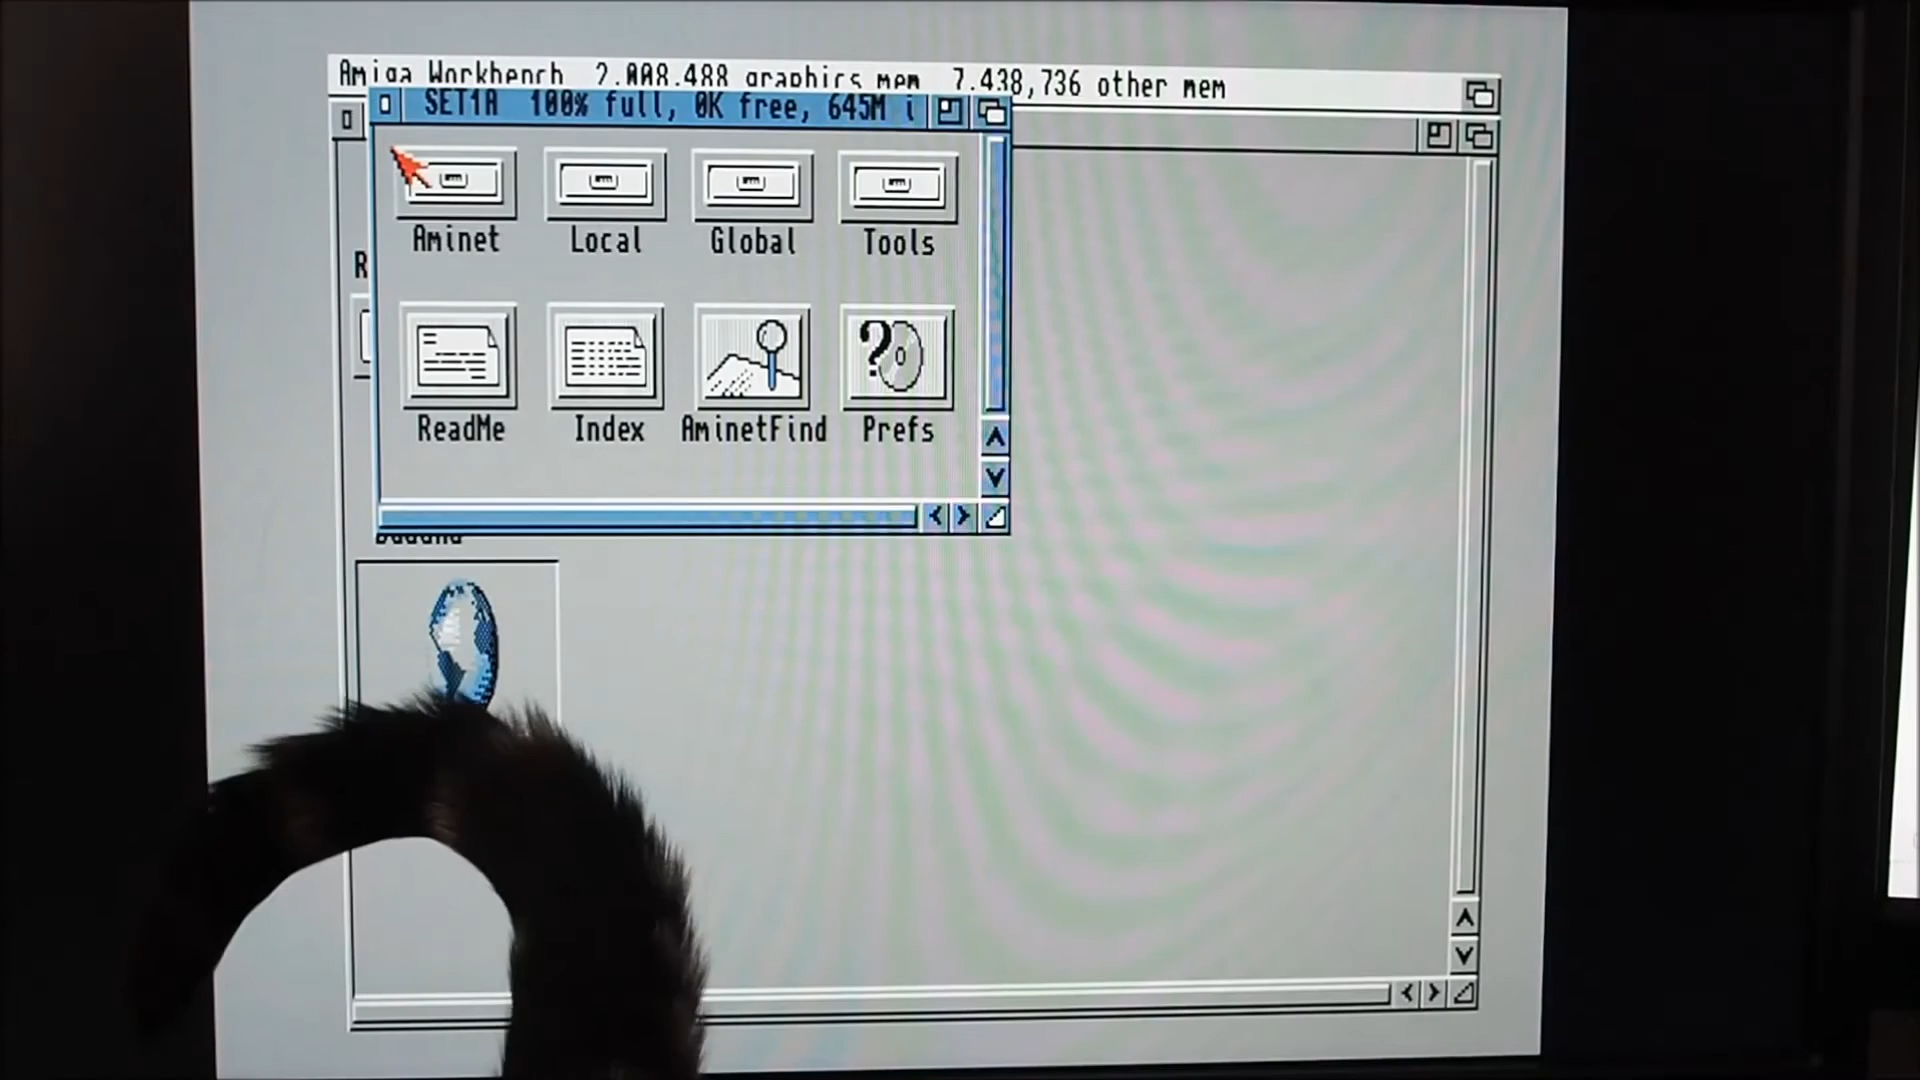 Amiga Workbench 2,008,488 graphics mem 7,438,736 other mem
SET1A 100% full, 0K free, 645M i
Aminet Local Global Tools
R
ReadMe Index AminetFind Prefs